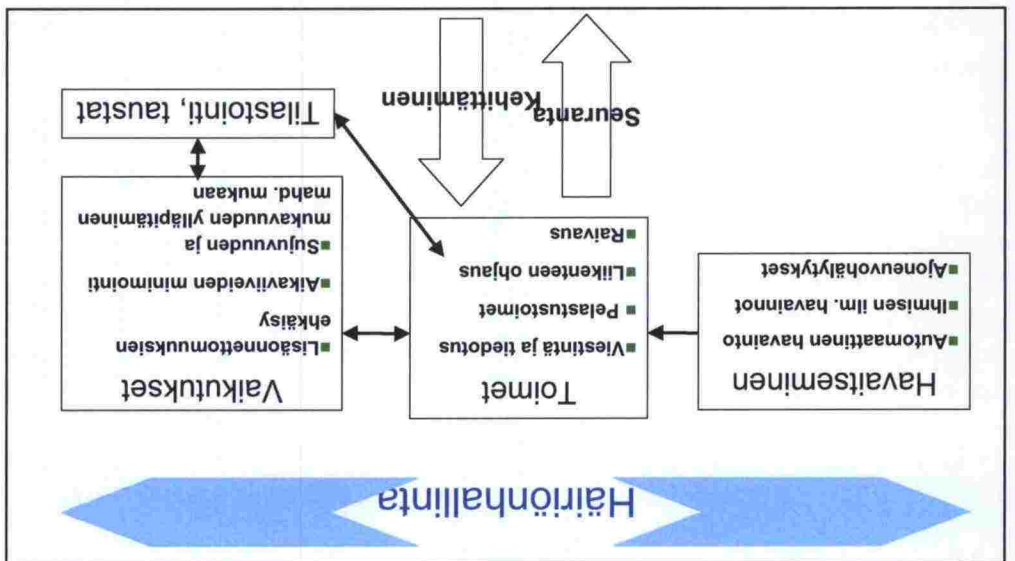 Häiriönhallinta
Havaitseminen
▪Automaattinen havainto
▪Ihmisen ilm. havainnot
▪Ajoneuvohälytykset
Toimet
▪Viestintä ja tiedotus
▪ Pelastustoimet
▪Liikenteen ohjaus
▪Raivaus
Vaikutukset
▪Lisäonnettomuuksien
ehkäisy
▪Aikaviiveiden minimointi
▪Sujuvuuden ja
mukavuuden ylläpitäminen
mahd. mukaan
Tilastointi, taustat
Seuranta
Kehittäminen